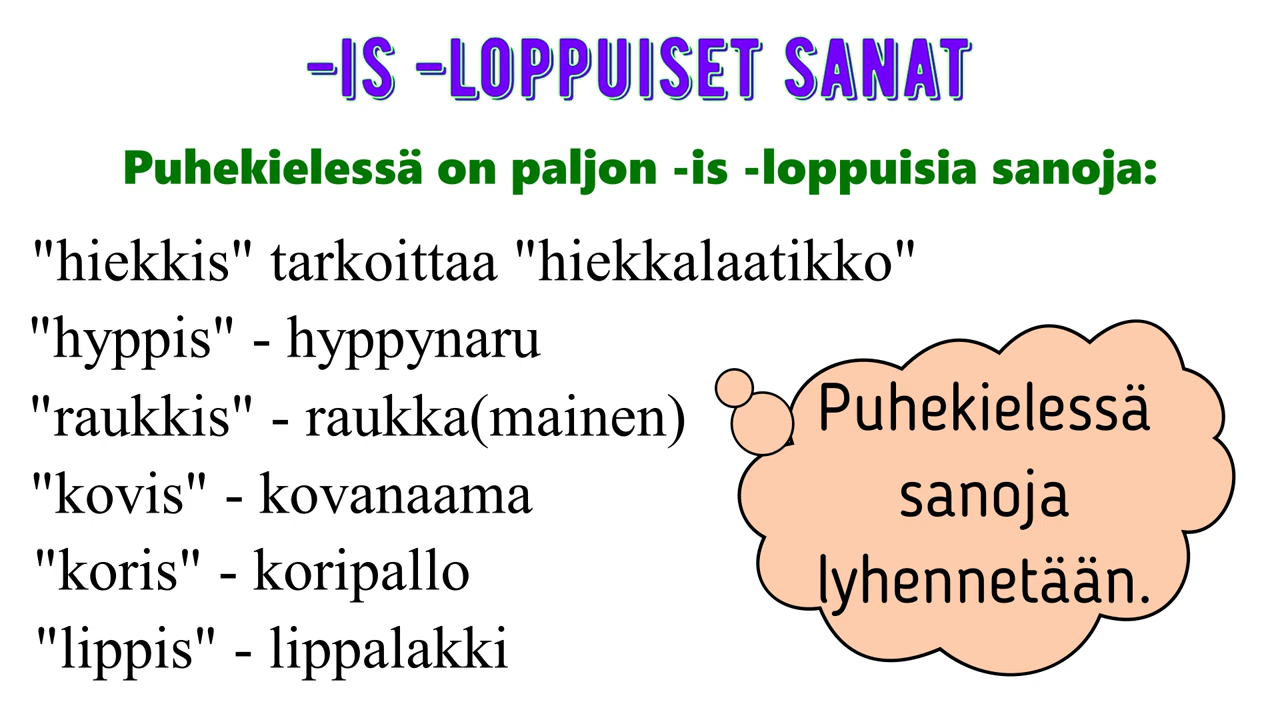 -IS -LOPPUISET SANAT
Puhekielessä on paljon -is -loppuisia sanoja:
"hiekkis" tarkoittaa "hiekkalaatikko"
"hyppis" - hyppynaru
"raukkis" - raukka(mainen)
"kovis" - kovanaama
"koris" - koripallo
"lippis" - lippalakki
Puhekielessä
sanoja
lyhennetään.